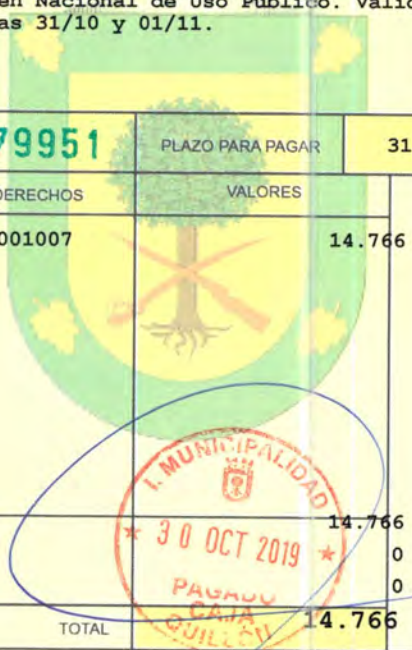 en Nacional de Uso Público. Valid
as 31/10 y 01/11.
79951 PLAZO PARA PAGAR 31
DERECHOS VALORES
001007 14.766
I. MUNICIPALIDAD
14.766
30 OCT 2019
0
PAGADO
0
CAJA
TOTAL 14.766
QUILLÓN